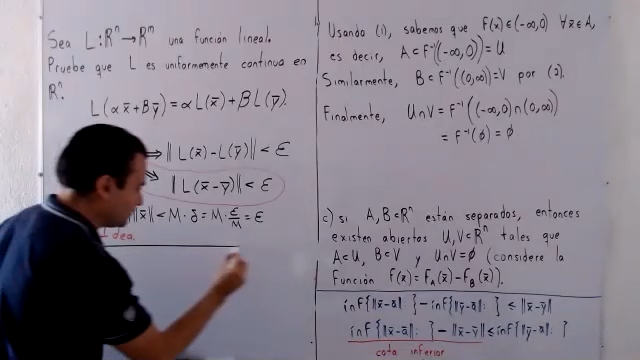 Sea L: ℝⁿ → ℝᵐ una función lineal.
Pruebe que L es uniformemente continua en
ℝⁿ.
L(αx̄ + βȳ) = αL(x̄) + βL(ȳ).
⟹ ‖L(x̄) - L(ȳ)‖ < ε
‖L(x̄ - ȳ)‖ < ε
‖x̄‖ < M · δ = M · ε/M = ε
Idea.
Usando (1), sabemos que F(x̄) ∈ (-∞, 0) ∀x̄ ∈ A,
es decir, A ⊂ F⁻¹((-∞, 0)) = U
Similarmente, B ⊂ F⁻¹((0, ∞)) = V por (2).
Finalmente, U∩V = F⁻¹((-∞, 0) ∩ (0, ∞))
= F⁻¹(∅) = ∅
c) Si A, B ⊂ ℝⁿ están separados, entonces
existen abiertos U, V ⊂ ℝⁿ tales que
A ⊂ U, B ⊂ V y U∩V = ∅ (considere la
Función f(x̄) = F_A(x̄) - F_B(x̄)).
inF{‖x̄ - ā‖: } - inF{‖ȳ - ā‖: } ≤ ‖x̄ - ȳ‖
inF{‖x̄ - ā‖: } - ‖x̄ - ȳ‖ ≤ inF{‖ȳ - ā‖: }
cota inferior